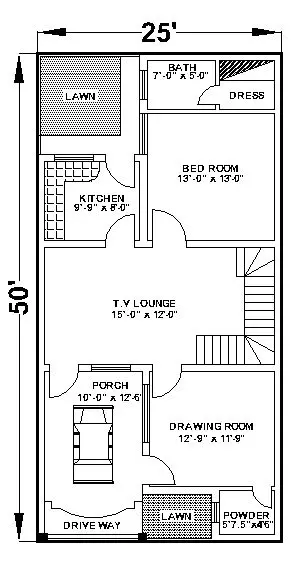 25'
BATH
7'-0" x 5'-0"
LAWN
DRESS
BED ROOM
13'-0" x 13'-0"
KITCHEN
9'-9" x 8'-0"
50'
T.V LOUNGE
15'-0" x 12'-0"
PORCH
10'-0" x 12'-6"
DRAWING ROOM
12'-9" x 11'-9"
LAWN
POWDER
5'7.5"x4'6"
DRIVE WAY